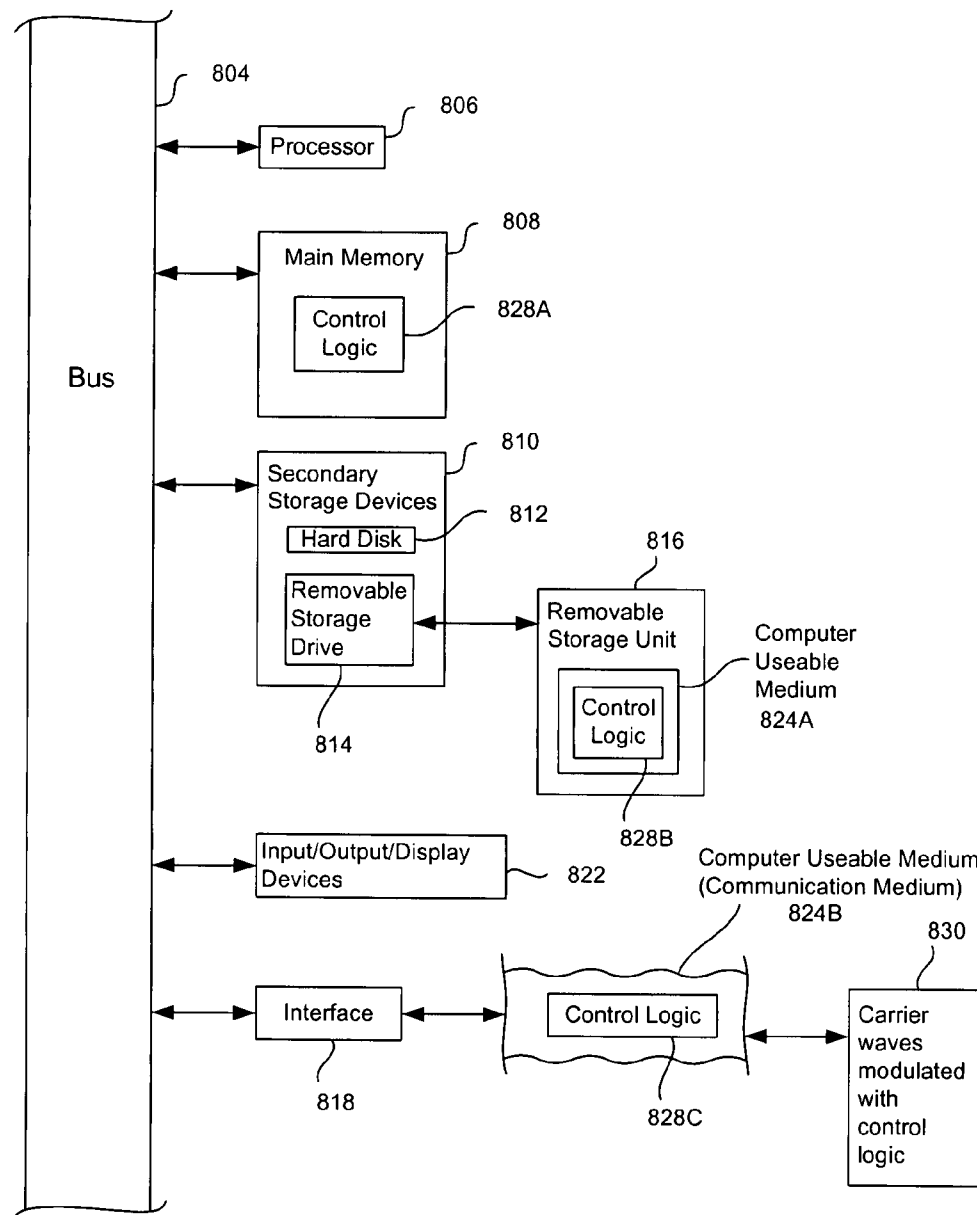 804
806
Processor
808
Main Memory
Control
Logic
828A
Bus
810
Secondary
Storage Devices
812
Hard Disk
816
Removable
Storage
Drive
Removable
Storage Unit
Computer
Useable
Medium
824A
Control
Logic
814
828B
Input/Output/Display
Devices
822
Computer Useable Medium
(Communication Medium)
824B
830
Interface
Control Logic
Carrier
waves
modulated
with
control
logic
818
828C